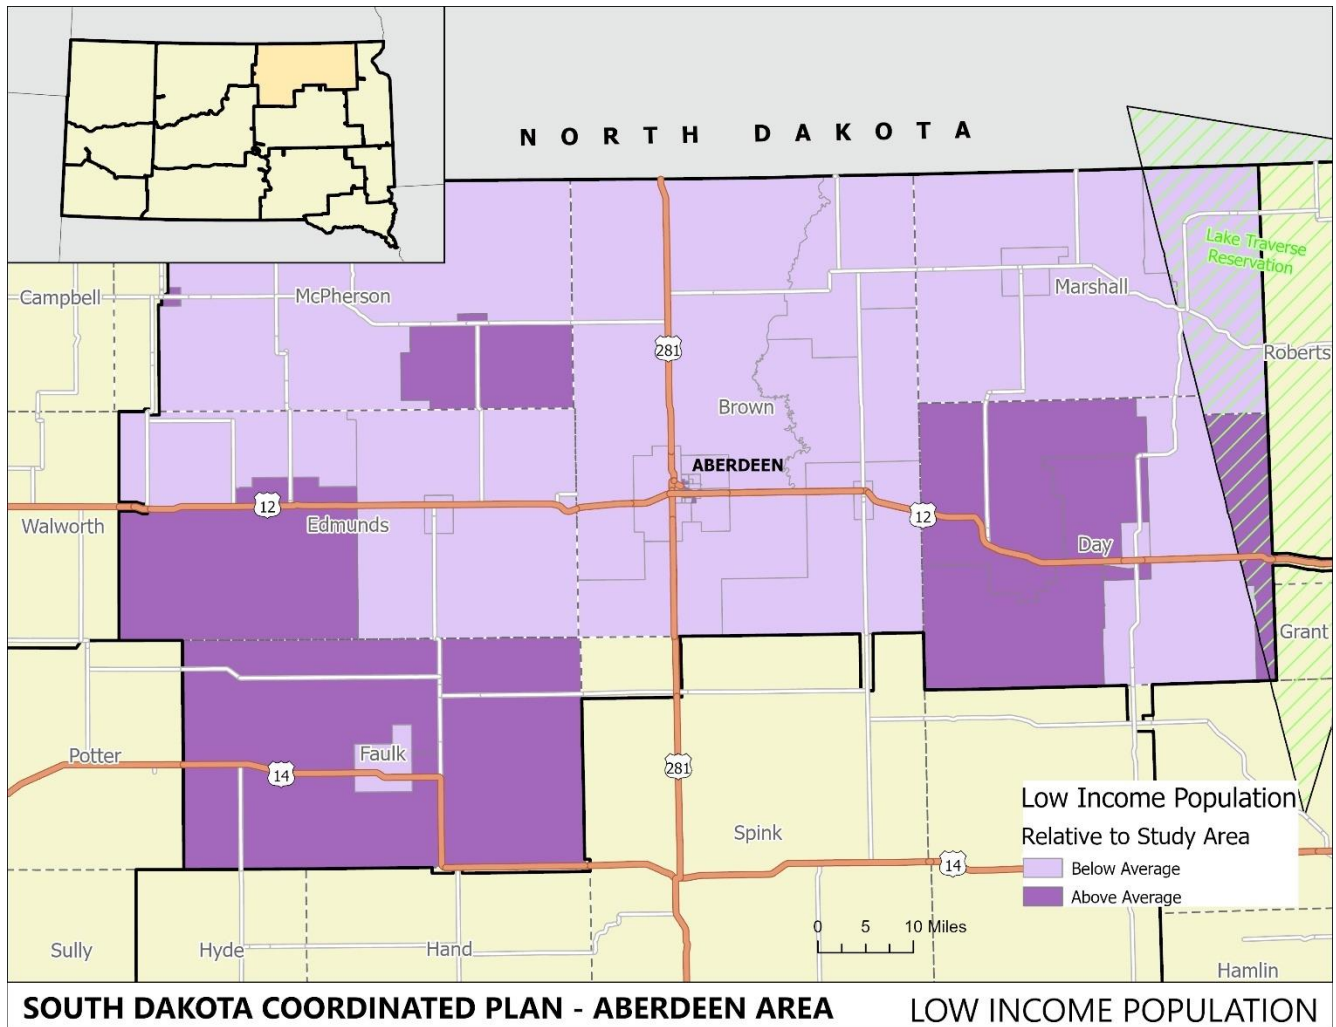 NORTH DAKOTA
Lake Traverse
Reservation
Campbell
McPherson
Marshall
Roberts
281
Brown
ABERDEEN
12
Edmunds
12
Walworth
Day
Grant
Potter
Faulk
14
281
Spink
14
Low Income Population
Relative to Study Area
Below Average
Above Average
0 5 10 Miles
Sully
Hyde
Hand
Hamlin
SOUTH DAKOTA COORDINATED PLAN - ABERDEEN AREA
LOW INCOME POPULATION